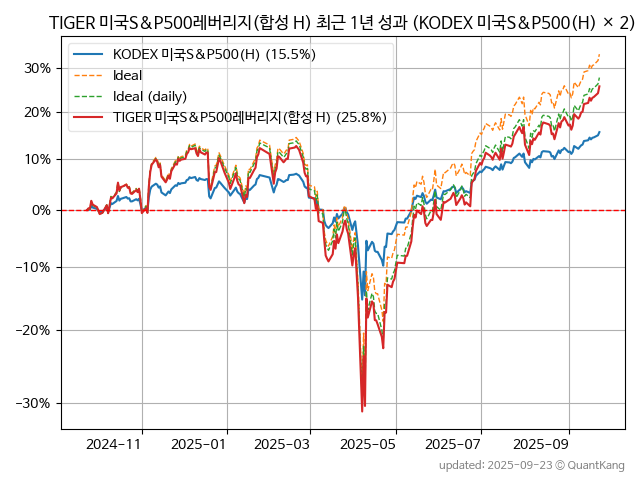 TIGER 미국S&P500레버리지(합성 H) 최근 1년 성과 (KODEX 미국S&P500(H) × 2)
KODEX 미국S&P500(H) (15.5%)
Ideal
Ideal (daily)
TIGER 미국S&P500레버리지(합성 H) (25.8%)
30%
20%
10%
0%
−10%
−20%
−30%
2024-11
2025-01
2025-03
2025-05
2025-07
2025-09
updated: 2025-09-23 © QuantKang